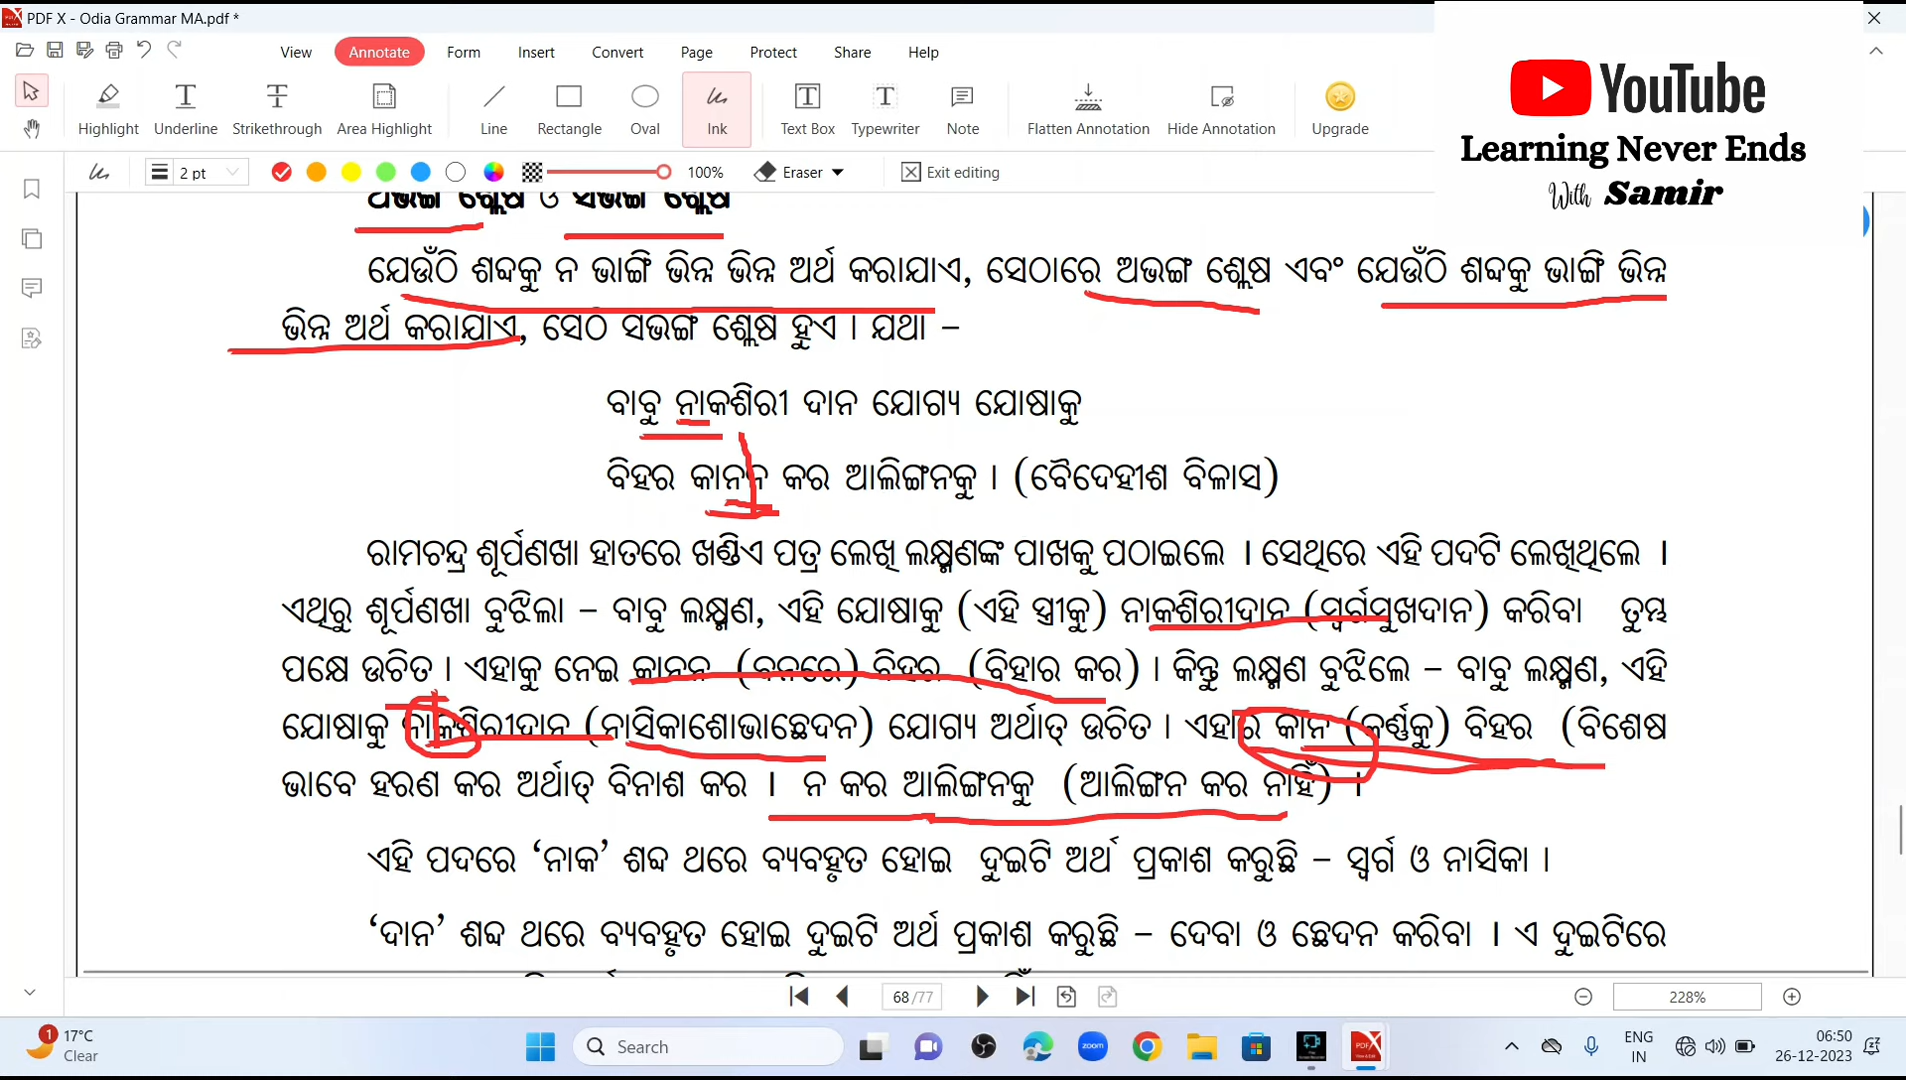 PDF X - Odia Grammar MA.pdf *
View Annotate Form Insert Convert Page Protect Share Help
Highlight Underline Strikethrough Area Highlight Line Rectangle Oval Ink Text Box Typewriter Note Flatten Annotation Hide Annotation Upgrade
2 pt 100% Eraser Exit editing
YouTube
Learning Never Ends
With Samir
ଅଭଙ୍ଗ ଶ୍ଳେଷ ଓ ସଭଙ୍ଗ ଶ୍ଳେଷ
ଯେଉଁଠି ଶବ୍ଦକୁ ନ ଭାଙ୍ଗି ଭିନ୍ନ ଭିନ୍ନ ଅର୍ଥ କରାଯାଏ, ସେଠାରେ ଅଭଙ୍ଗ ଶ୍ଳେଷ ଏବଂ ଯେଉଁଠି ଶବ୍ଦକୁ ଭାଙ୍ଗି ଭିନ୍ନ
ଭିନ୍ନ ଅର୍ଥ କରାଯାଏ, ସେଠି ସଭଙ୍ଗ ଶ୍ଳେଷ ହୁଏ । ଯଥା –
ବାବୁ ନାକଶିରୀ ଦାନ ଯୋଗ୍ୟ ଯୋଷାକୁ
ବିହର କାନନ କର ଆଲିଙ୍ଗନକୁ । (ବୈଦେହୀଶ ବିଳାସ)
ରାମଚନ୍ଦ୍ର ଶୂର୍ପଣଖା ହାତରେ ଖଣ୍ଡିଏ ପତ୍ର ଲେଖି ଲକ୍ଷ୍ମଣଙ୍କ ପାଖକୁ ପଠାଇଲେ । ସେଥିରେ ଏହି ପଦଟି ଲେଖିଥିଲେ ।
ଏଥିରୁ ଶୂର୍ପଣଖା ବୁଝିଲା – ବାବୁ ଲକ୍ଷ୍ମଣ, ଏହି ଯୋଷାକୁ (ଏହି ସ୍ତ୍ରୀକୁ) ନାକଶିରୀଦାନ (ସ୍ଵର୍ଗସୁଖଦାନ) କରିବା ତୁମ୍ଭ
ପକ୍ଷେ ଉଚିତ । ଏହାକୁ ନେଇ କାନନ (ବନରେ) ବିହର (ବିହାର କର) । କିନ୍ତୁ ଲକ୍ଷ୍ମଣ ବୁଝିଲେ – ବାବୁ ଲକ୍ଷ୍ମଣ, ଏହି
ଯୋଷାକୁ ନାକଶିରୀଦାନ (ନାସିକାଶୋଭାଛେଦନ) ଯୋଗ୍ୟ ଅର୍ଥାତ୍ ଉଚିତ । ଏହାର କାନ (କର୍ଣ୍ଣକୁ) ବିହର (ବିଶେଷ
ଭାବେ ହରଣ କର ଅର୍ଥାତ୍ ବିନାଶ କର । ନ କର ଆଲିଙ୍ଗନକୁ (ଆଲିଙ୍ଗନ କର ନାହିଁ) ।
ଏହି ପଦରେ ‘ନାକ’ ଶବ୍ଦ ଥରେ ବ୍ୟବହୃତ ହୋଇ ଦୁଇଟି ଅର୍ଥ ପ୍ରକାଶ କରୁଛି – ସ୍ଵର୍ଗ ଓ ନାସିକା ।
‘ଦାନ’ ଶବ୍ଦ ଥରେ ବ୍ୟବହୃତ ହୋଇ ଦୁଇଟି ଅର୍ଥ ପ୍ରକାଶ କରୁଛି – ଦେବା ଓ ଛେଦନ କରିବା । ଏ ଦୁଇଟିରେ
68 /77 228%
1 17°C
Clear
Search
zoom
ENG
IN
06:50
26-12-2023